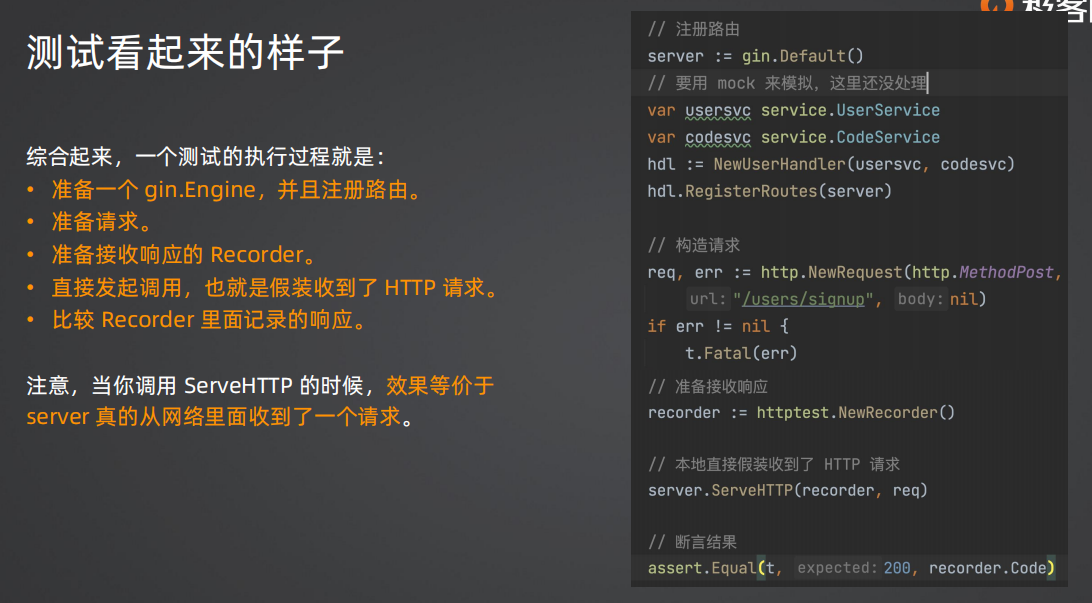 极客
测试看起来的样子
综合起来，一个测试的执行过程就是：
• 准备一个 gin.Engine，并且注册路由。
• 准备请求。
• 准备接收响应的 Recorder。
• 直接发起调用，也就是假装收到了 HTTP 请求。
• 比较 Recorder 里面记录的响应。
注意，当你调用 ServeHTTP 的时候，效果等价于
server 真的从网络里面收到了一个请求。
// 注册路由
server := gin.Default()
// 要用 mock 来模拟，这里还没处理
var usersvc service.UserService
var codesvc service.CodeService
hdl := NewUserHandler(usersvc, codesvc)
hdl.RegisterRoutes(server)
// 构造请求
req, err := http.NewRequest(http.MethodPost,
url: "/users/signup", body: nil)
if err != nil {
t.Fatal(err)
// 准备接收响应
recorder := httptest.NewRecorder()
// 本地直接假装收到了 HTTP 请求
server.ServeHTTP(recorder, req)
// 断言结果
assert.Equal(t, expected: 200, recorder.Code)